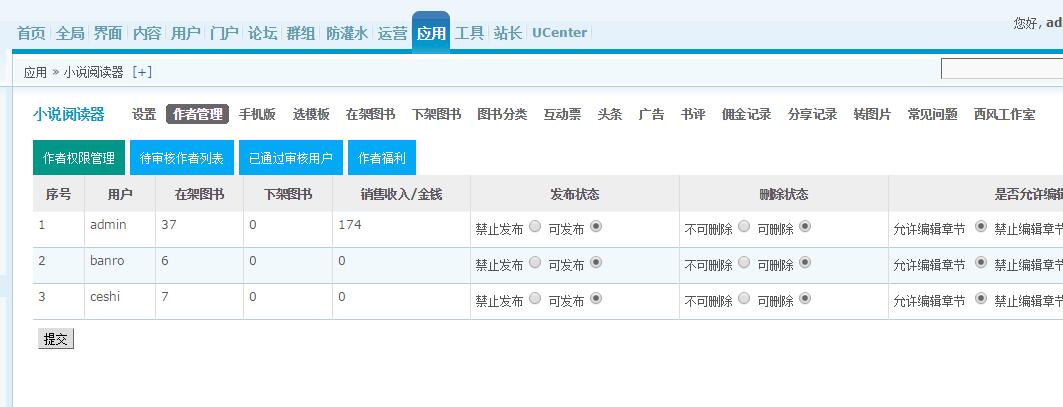 您好, ad
首页 全局 界面 内容 用户 门户 论坛 群组 防灌水 运营 应用 工具 站长 UCenter
应用 » 小说阅读器 [+]
小说阅读器 设置 作者管理 手机版 选模板 在架图书 下架图书 图书分类 互动票 头条 广告 书评 佣金记录 分享记录 转图片 常见问题 西风工作室
作者权限管理 待审核作者列表 已通过审核用户 作者福利
序号 用户 在架图书 下架图书 销售收入/金钱 发布状态 删除状态 是否允许编辑
1 admin 37 0 174 禁止发布 可发布 不可删除 可删除 允许编辑章节 禁止编辑章节
2 banro 6 0 0 禁止发布 可发布 不可删除 可删除 允许编辑章节 禁止编辑章节
3 ceshi 7 0 0 禁止发布 可发布 不可删除 可删除 允许编辑章节 禁止编辑章节
提交